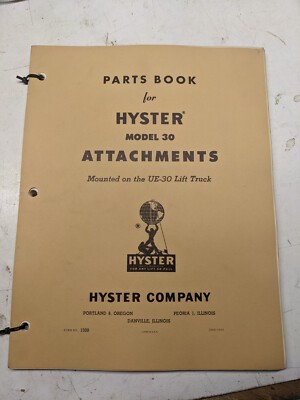 PARTS BOOK
for
HYSTER®
MODEL 30
ATTACHMENTS
Mounted on the UE-30 Lift Truck
HYSTER
HYSTER COMPANY
PORTLAND 8, OREGON PEORIA 1, ILLINOIS
DANVILLE, ILLINOIS